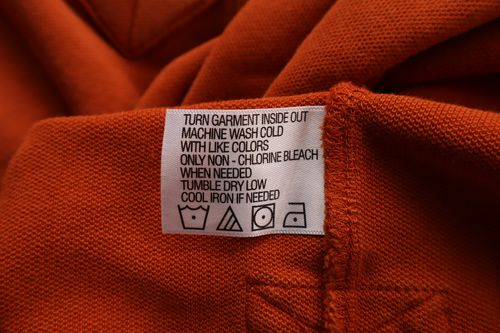 TURN GARMENT INSIDE OUT
MACHINE WASH COLD
WITH LIKE COLORS
ONLY NON - CHLORINE BLEACH
WHEN NEEDED
TUMBLE DRY LOW
COOL IRON IF NEEDED